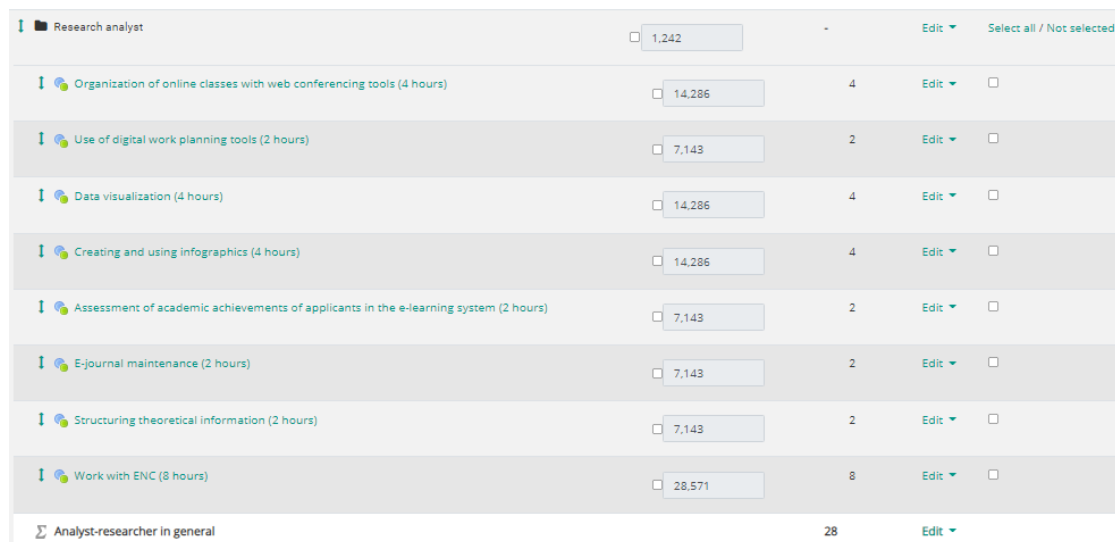 Research analyst 1,242 - Edit Select all / Not selected
Organization of online classes with web conferencing tools (4 hours) 14,286 4 Edit
Use of digital work planning tools (2 hours) 7,143 2 Edit
Data visualization (4 hours) 14,286 4 Edit
Creating and using infographics (4 hours) 14,286 4 Edit
Assessment of academic achievements of applicants in the e-learning system (2 hours) 7,143 2 Edit
E-journal maintenance (2 hours) 7,143 2 Edit
Structuring theoretical information (2 hours) 7,143 2 Edit
Work with ENC (8 hours) 28,571 8 Edit
Σ Analyst-researcher in general 28 Edit